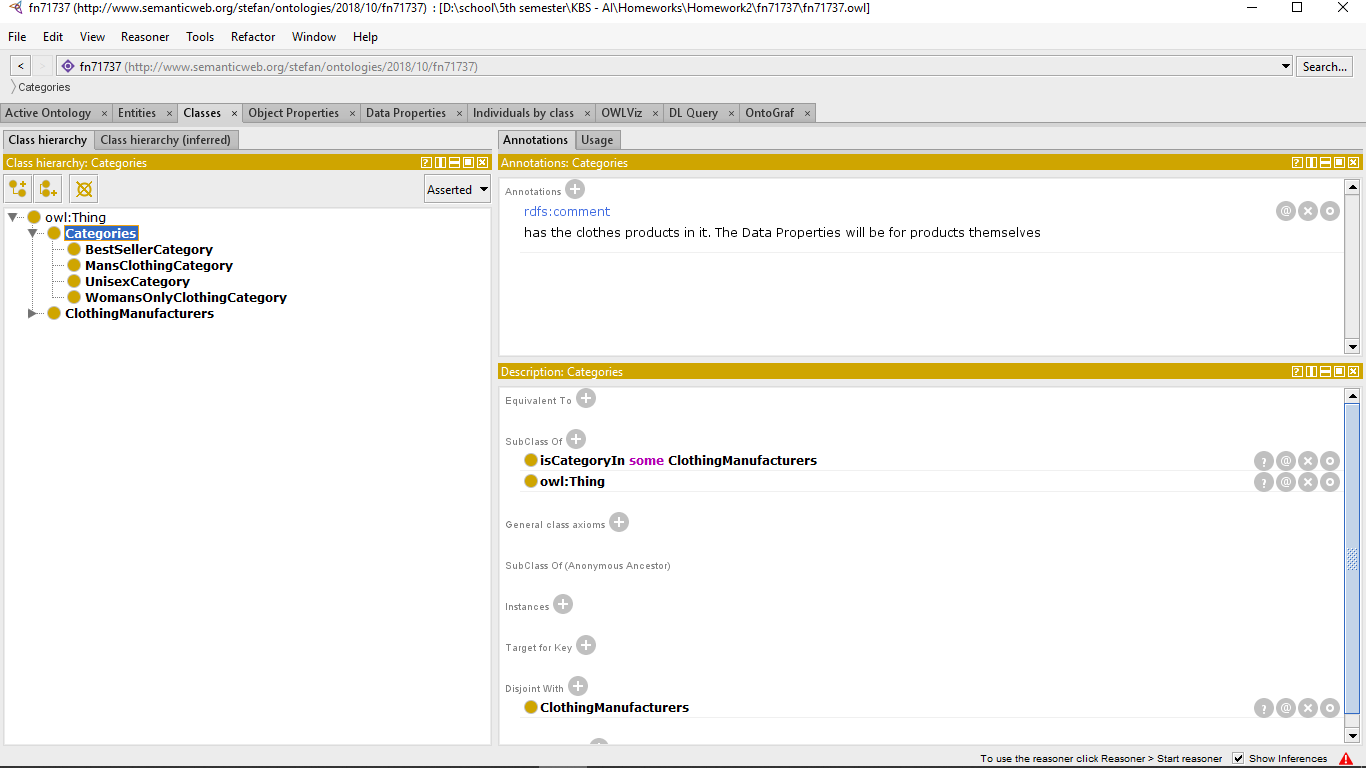 fn71737 (http://www.semanticweb.org/stefan/ontologies/2018/10/fn71737) : [D:\school\5th semester\KBS - AI\Homeworks\Homework2\fn71737\fn71737.owl]
File Edit View Reasoner Tools Refactor Window Help
< > fn71737 (http://www.semanticweb.org/stefan/ontologies/2018/10/fn71737) Search...
Categories
Active Ontology × Entities × Classes × Object Properties × Data Properties × Individuals by class × OWLViz × DL Query × OntoGraf ×
Class hierarchy Class hierarchy (inferred)
Class hierarchy: Categories
Asserted
owl:Thing
Categories
BestSellerCategory
MansClothingCategory
UnisexCategory
WomansOnlyClothingCategory
ClothingManufacturers
Annotations Usage
Annotations: Categories
Annotations
rdfs:comment
has the clothes products in it. The Data Properties will be for products themselves
Description: Categories
Equivalent To
SubClass Of
isCategoryIn some ClothingManufacturers
owl:Thing
General class axioms
SubClass Of (Anonymous Ancestor)
Instances
Target for Key
Disjoint With
ClothingManufacturers
To use the reasoner click Reasoner > Start reasoner Show Inferences